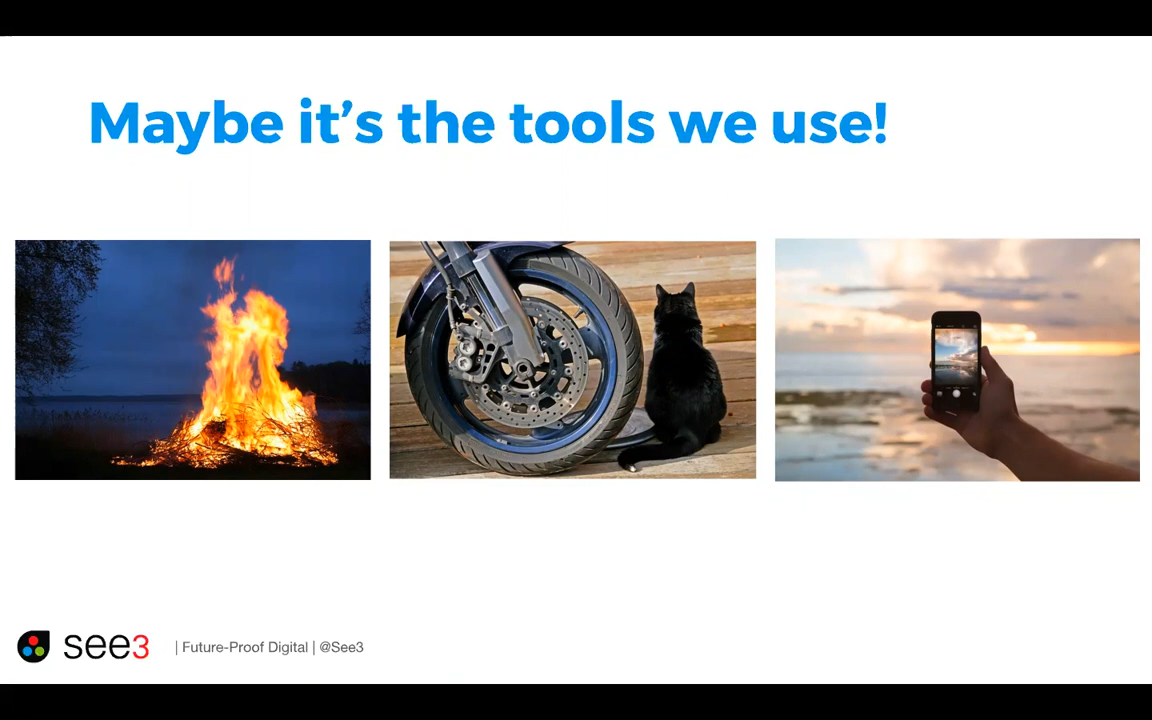 Maybe it’s the tools we use!
see3 | Future-Proof Digital | @See3